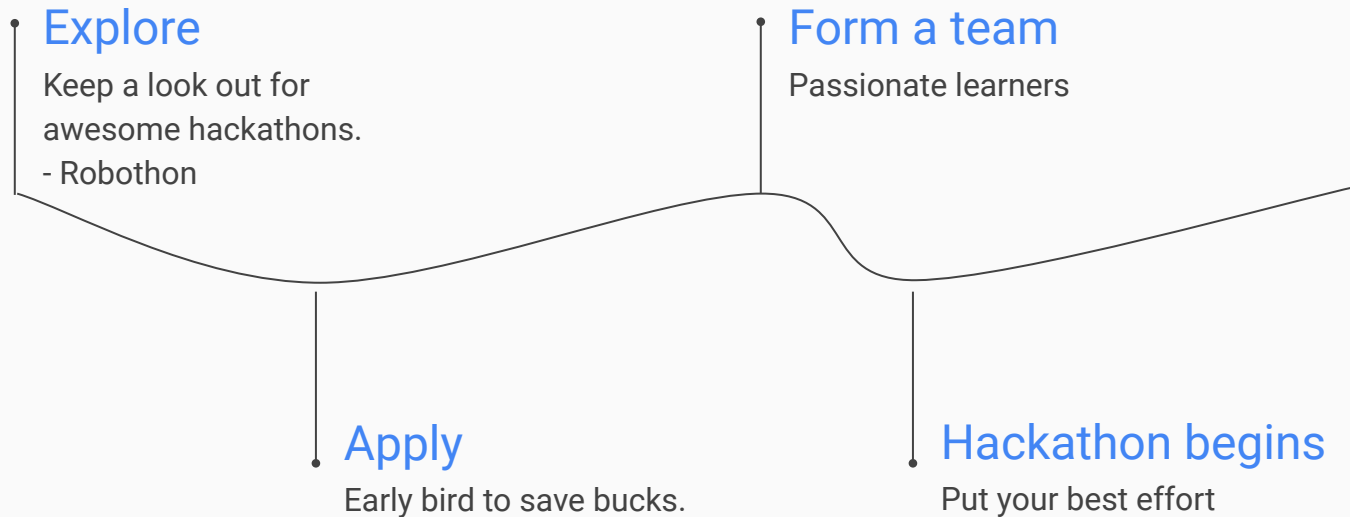 Explore
Keep a look out for
awesome hackathons.
- Robothon
Apply
Early bird to save bucks.
Form a team
Passionate learners
Hackathon begins
Put your best effort